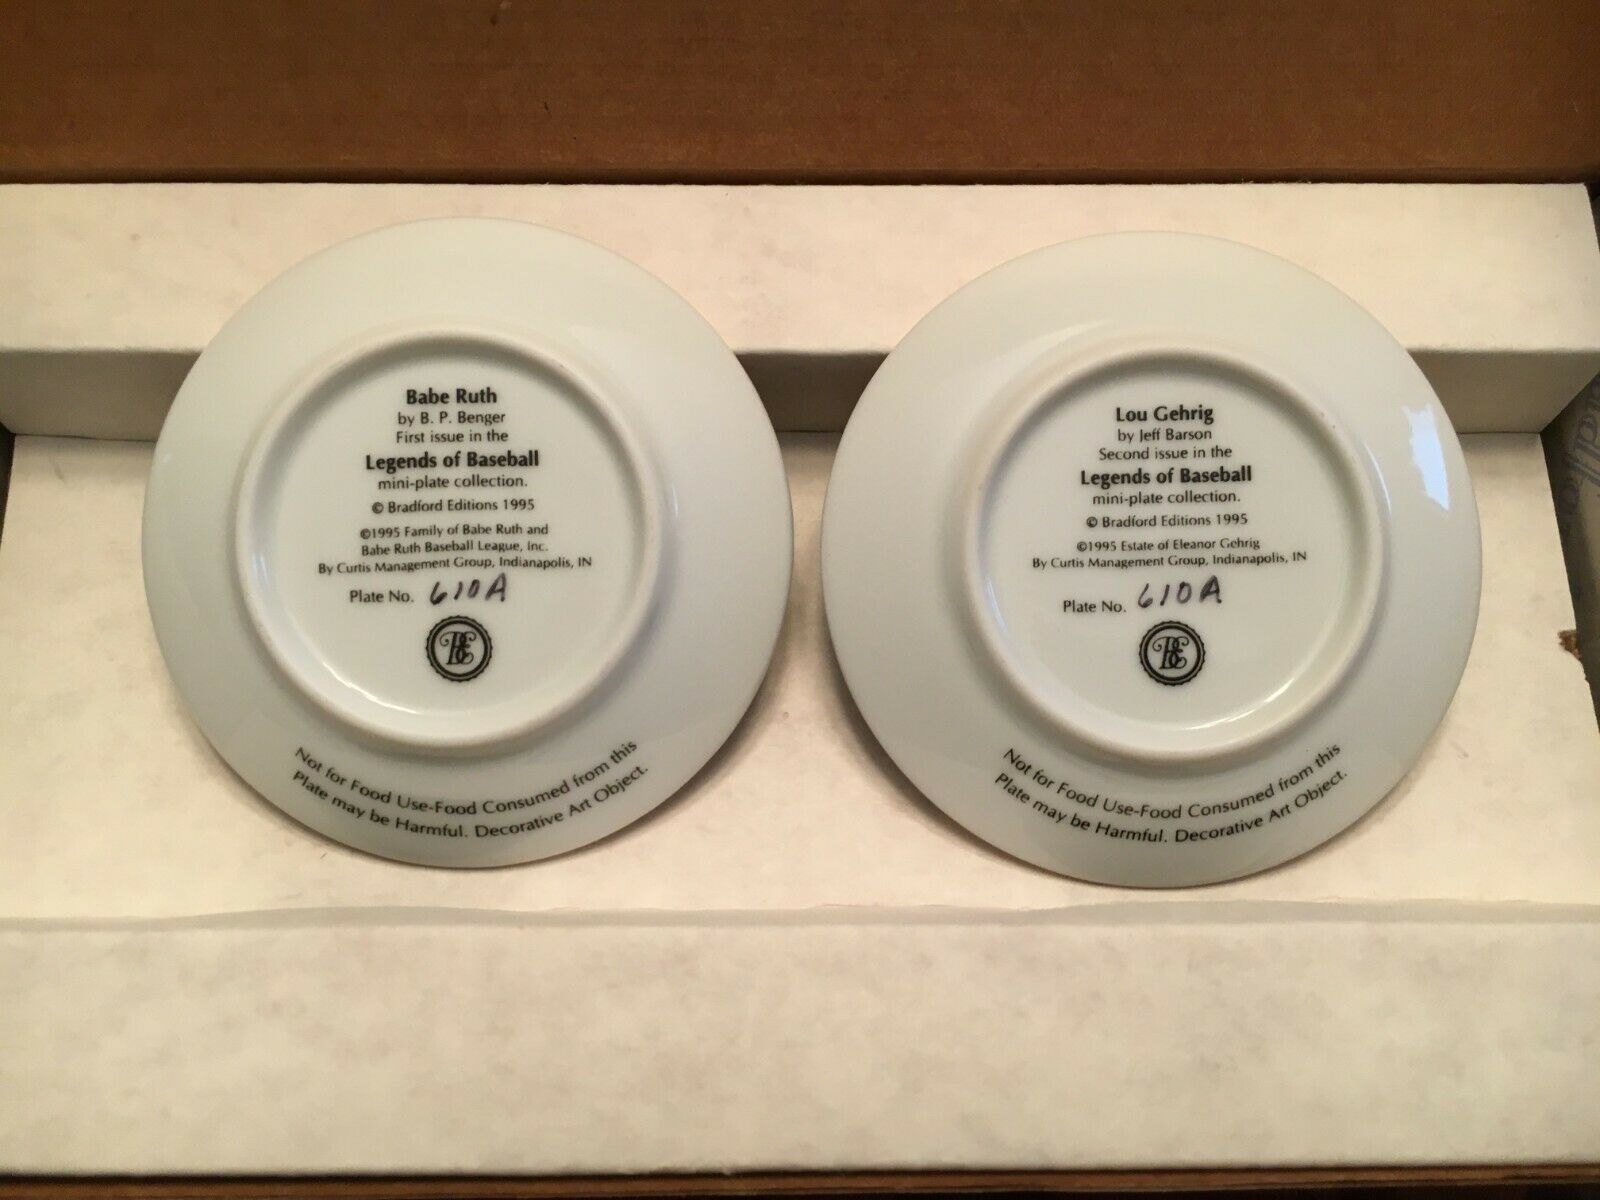 Babe Ruth
by B. P. Benger
First issue in the
Legends of Baseball
mini-plate collection.
© Bradford Editions 1995
©1995 Family of Babe Ruth and
Babe Ruth Baseball League, Inc.
By Curtis Management Group, Indianapolis, IN
Plate No. 610A
BE
Not for Food Use-Food Consumed from this
Plate may be Harmful. Decorative Art Object.
Lou Gehrig
by Jeff Barson
Second issue in the
Legends of Baseball
mini-plate collection.
© Bradford Editions 1995
©1995 Estate of Eleanor Gehrig
By Curtis Management Group, Indianapolis, IN
Plate No. 610A
BE
Not for Food Use-Food Consumed from this
Plate may be Harmful. Decorative Art Object.